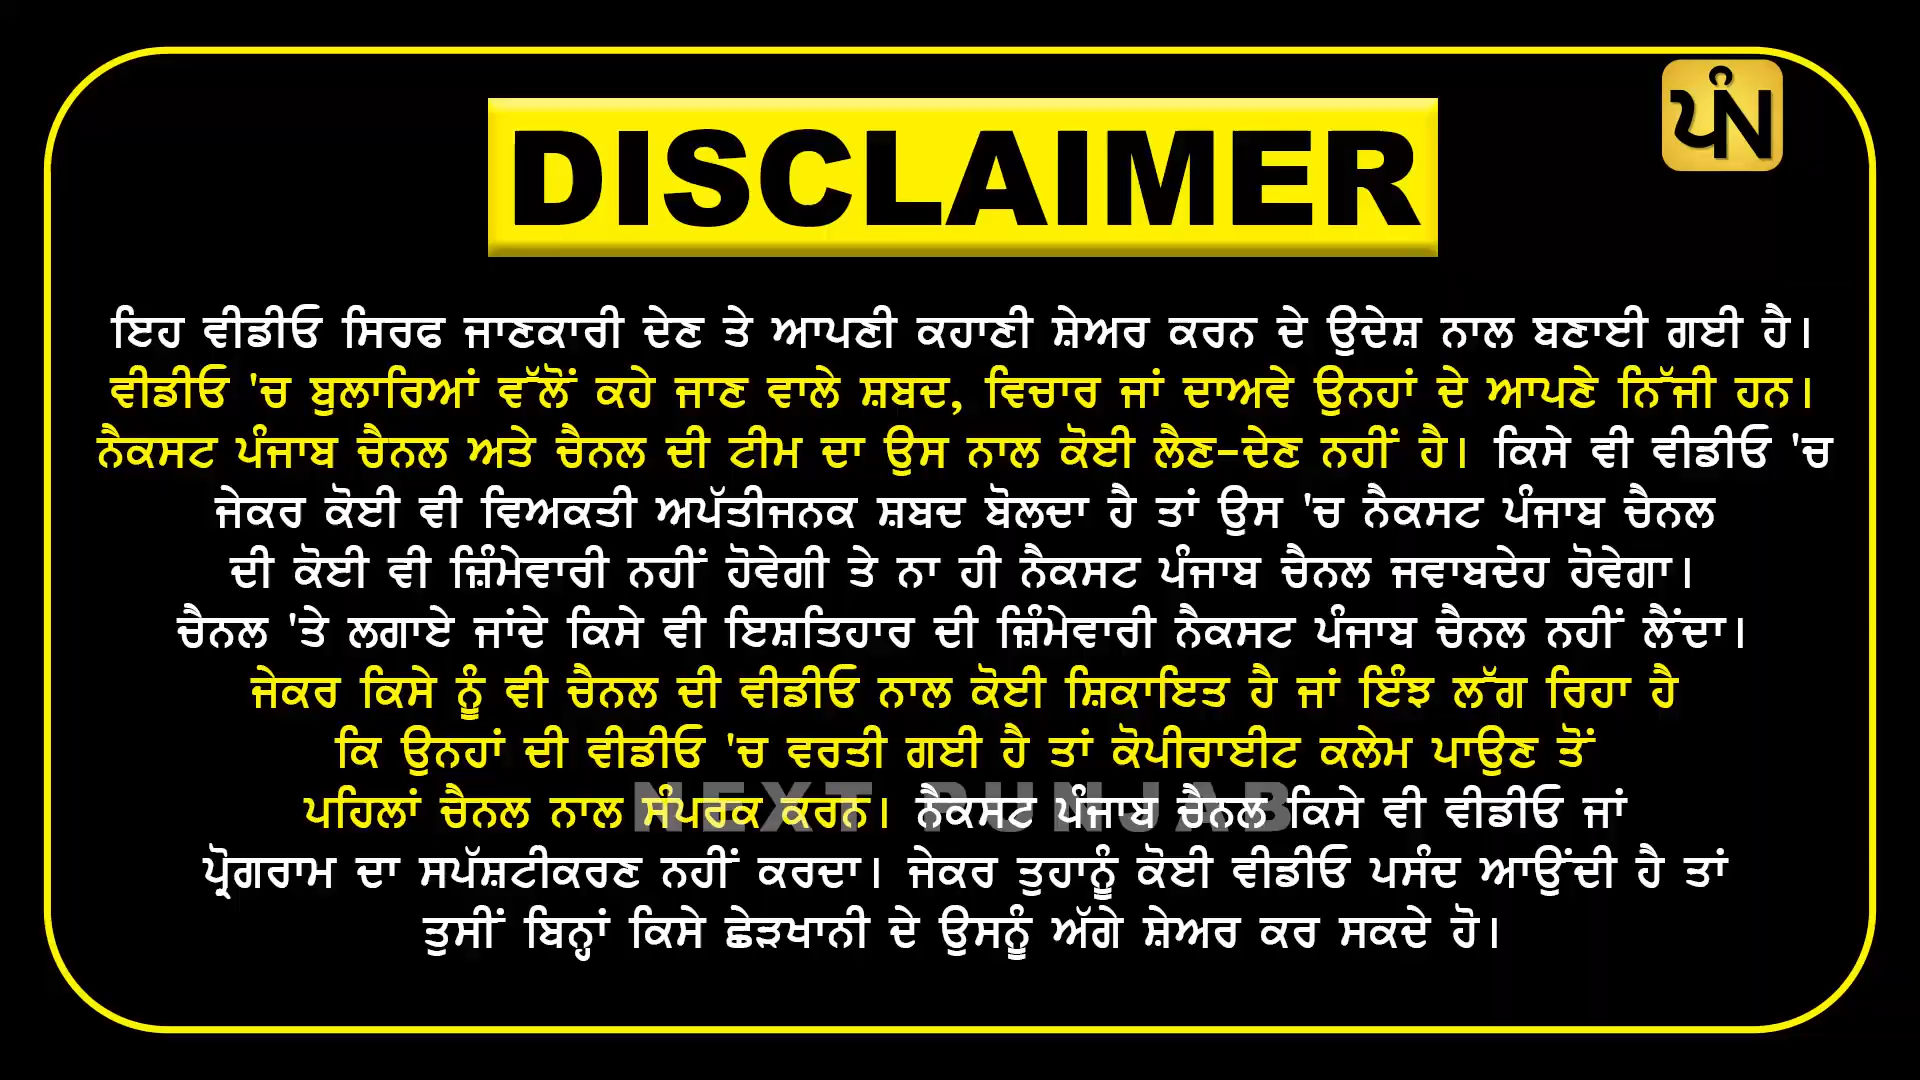 ਪੰN
DISCLAIMER
ਇਹ ਵੀਡੀਓ ਸਿਰਫ ਜਾਣਕਾਰੀ ਦੇਣ ਤੇ ਆਪਣੀ ਕਹਾਣੀ ਸ਼ੇਅਰ ਕਰਨ ਦੇ ਉਦੇਸ਼ ਨਾਲ ਬਣਾਈ ਗਈ ਹੈ।
ਵੀਡੀਓ 'ਚ ਬੁਲਾਰਿਆਂ ਵੱਲੋਂ ਕਹੇ ਜਾਣ ਵਾਲੇ ਸ਼ਬਦ, ਵਿਚਾਰ ਜਾਂ ਦਾਅਵੇ ਉਨਹਾਂ ਦੇ ਆਪਣੇ ਨਿੱਜੀ ਹਨ।
ਨੈਕਸਟ ਪੰਜਾਬ ਚੈਨਲ ਅਤੇ ਚੈਨਲ ਦੀ ਟੀਮ ਦਾ ਉਸ ਨਾਲ ਕੋਈ ਲੈਣ-ਦੇਣ ਨਹੀਂ ਹੈ। ਕਿਸੇ ਵੀ ਵੀਡੀਓ 'ਚ
ਜੇਕਰ ਕੋਈ ਵੀ ਵਿਅਕਤੀ ਅਪੱਤੀਜਨਕ ਸ਼ਬਦ ਬੋਲਦਾ ਹੈ ਤਾਂ ਉਸ 'ਚ ਨੈਕਸਟ ਪੰਜਾਬ ਚੈਨਲ
ਦੀ ਕੋਈ ਵੀ ਜ਼ਿੰਮੇਵਾਰੀ ਨਹੀਂ ਹੋਵੇਗੀ ਤੇ ਨਾ ਹੀ ਨੈਕਸਟ ਪੰਜਾਬ ਚੈਨਲ ਜਵਾਬਦੇਹ ਹੋਵੇਗਾ।
ਚੈਨਲ 'ਤੇ ਲਗਾਏ ਜਾਂਦੇ ਕਿਸੇ ਵੀ ਇਸ਼ਤਿਹਾਰ ਦੀ ਜ਼ਿੰਮੇਵਾਰੀ ਨੈਕਸਟ ਪੰਜਾਬ ਚੈਨਲ ਨਹੀਂ ਲੈਂਦਾ।
ਜੇਕਰ ਕਿਸੇ ਨੂੰ ਵੀ ਚੈਨਲ ਦੀ ਵੀਡੀਓ ਨਾਲ ਕੋਈ ਸ਼ਿਕਾਇਤ ਹੈ ਜਾਂ ਇੰਝ ਲੱਗ ਰਿਹਾ ਹੈ
ਕਿ ਉਨਹਾਂ ਦੀ ਵੀਡੀਓ 'ਚ ਵਰਤੀ ਗਈ ਹੈ ਤਾਂ ਕੋਪੀਰਾਈਟ ਕਲੇਮ ਪਾਉਣ ਤੋਂ
ਪਹਿਲਾਂ ਚੈਨਲ ਨਾਲ ਸੰਪਰਕ ਕਰਨ। ਨੈਕਸਟ ਪੰਜਾਬ ਚੈਨਲ ਕਿਸੇ ਵੀ ਵੀਡੀਓ ਜਾਂ
NEXT PUNJAB
ਪ੍ਰੋਗਰਾਮ ਦਾ ਸਪੱਸ਼ਟੀਕਰਣ ਨਹੀਂ ਕਰਦਾ। ਜੇਕਰ ਤੁਹਾਨੂੰ ਕੋਈ ਵੀਡੀਓ ਪਸੰਦ ਆਉਂਦੀ ਹੈ ਤਾਂ
ਤੁਸੀਂ ਬਿਨ੍ਹਾਂ ਕਿਸੇ ਛੇੜਖਾਨੀ ਦੇ ਉਸਨੂੰ ਅੱਗੇ ਸ਼ੇਅਰ ਕਰ ਸਕਦੇ ਹੋ।